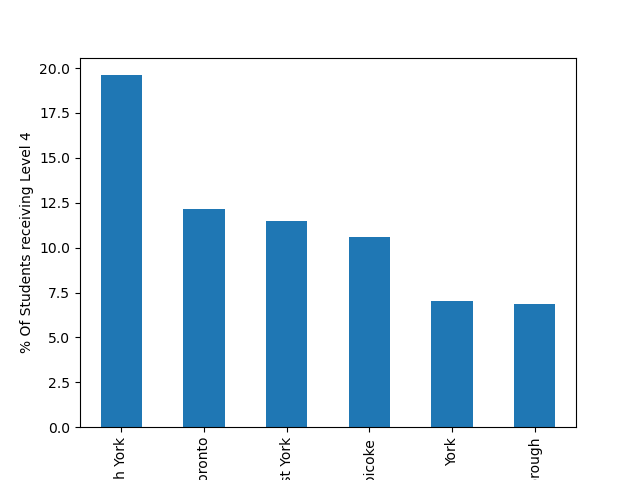 % Of Students receiving Level 4
20.0
17.5
15.0
12.5
10.0
7.5
5.0
2.5
0.0
h York
oronto
st York
bicoke
York
rough